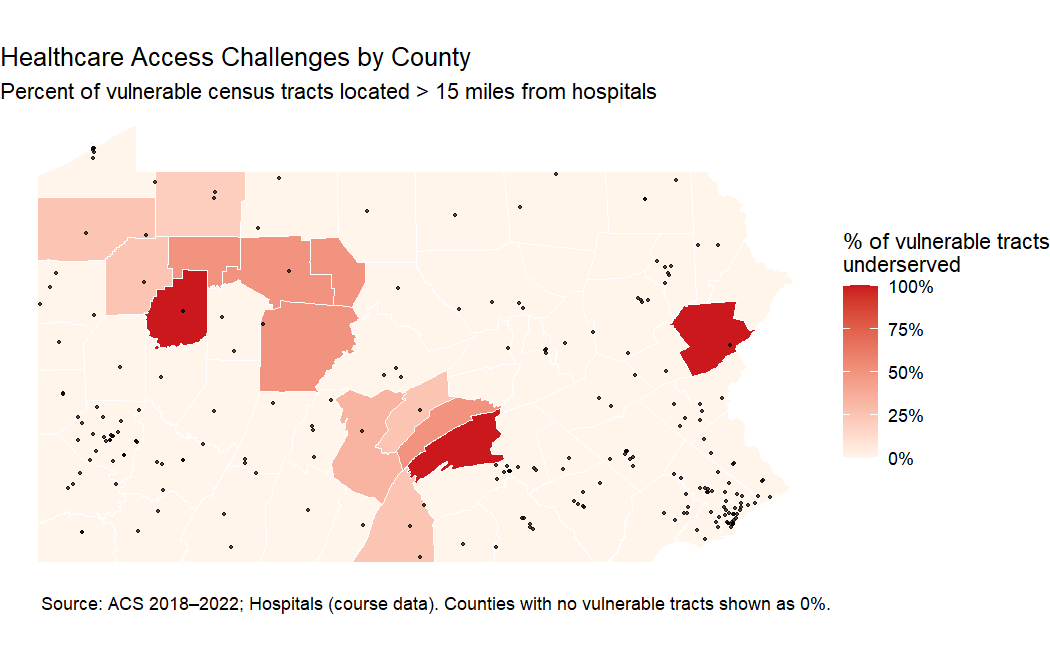 Healthcare Access Challenges by County
Percent of vulnerable census tracts located > 15 miles from hospitals
% of vulnerable tracts
underserved
100%
75%
50%
25%
0%
Source: ACS 2018–2022; Hospitals (course data). Counties with no vulnerable tracts shown as 0%.